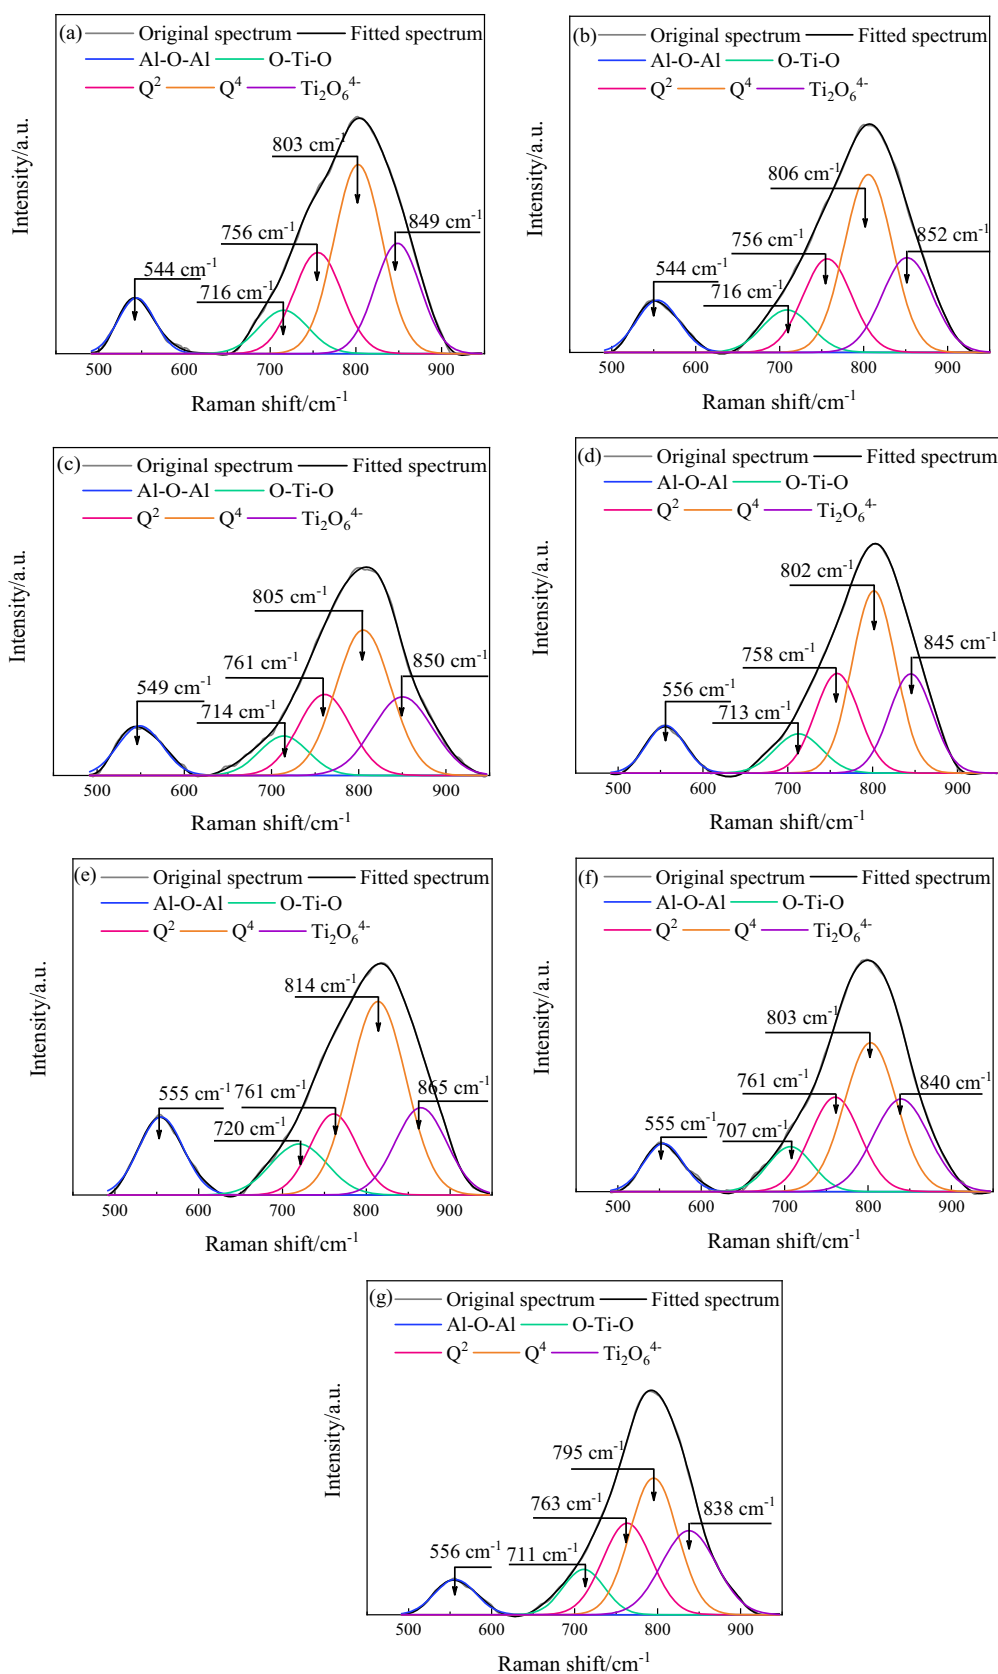 (a) Original spectrum Fitted spectrum
Al-O-Al O-Ti-O
Q² Q⁴ Ti₂O₆⁴⁻
803 cm⁻¹
849 cm⁻¹
756 cm⁻¹
544 cm⁻¹
716 cm⁻¹
Intensity/a.u.
500 600 700 800 900
Raman shift/cm⁻¹
(b) Original spectrum Fitted spectrum
Al-O-Al O-Ti-O
Q² Q⁴ Ti₂O₆⁴⁻
806 cm⁻¹
756 cm⁻¹
852 cm⁻¹
544 cm⁻¹
716 cm⁻¹
Intensity/a.u.
500 600 700 800 900
Raman shift/cm⁻¹
(c) Original spectrum Fitted spectrum
Al-O-Al O-Ti-O
Q² Q⁴ Ti₂O₆⁴⁻
805 cm⁻¹
761 cm⁻¹
850 cm⁻¹
549 cm⁻¹
714 cm⁻¹
Intensity/a.u.
500 600 700 800 900
Raman shift/cm⁻¹
(d) Original spectrum Fitted spectrum
Al-O-Al O-Ti-O
Q² Q⁴ Ti₂O₆⁴⁻
802 cm⁻¹
758 cm⁻¹
845 cm⁻¹
556 cm⁻¹
713 cm⁻¹
Intensity/a.u.
500 600 700 800 900
Raman shift/cm⁻¹
(e) Original spectrum Fitted spectrum
Al-O-Al O-Ti-O
Q² Q⁴ Ti₂O₆⁴⁻
814 cm⁻¹
555 cm⁻¹ 761 cm⁻¹ 865 cm⁻¹
720 cm⁻¹
Intensity/a.u.
500 600 700 800 900
Raman shift/cm⁻¹
(f) Original spectrum Fitted spectrum
Al-O-Al O-Ti-O
Q² Q⁴ Ti₂O₆⁴⁻
803 cm⁻¹
761 cm⁻¹ 840 cm⁻¹
555 cm⁻¹
707 cm⁻¹
Intensity/a.u.
500 600 700 800 900
Raman shift/cm⁻¹
(g) Original spectrum Fitted spectrum
Al-O-Al O-Ti-O
Q² Q⁴ Ti₂O₆⁴⁻
795 cm⁻¹
763 cm⁻¹ 838 cm⁻¹
556 cm⁻¹ 711 cm⁻¹
Intensity/a.u.
500 600 700 800 900
Raman shift/cm⁻¹